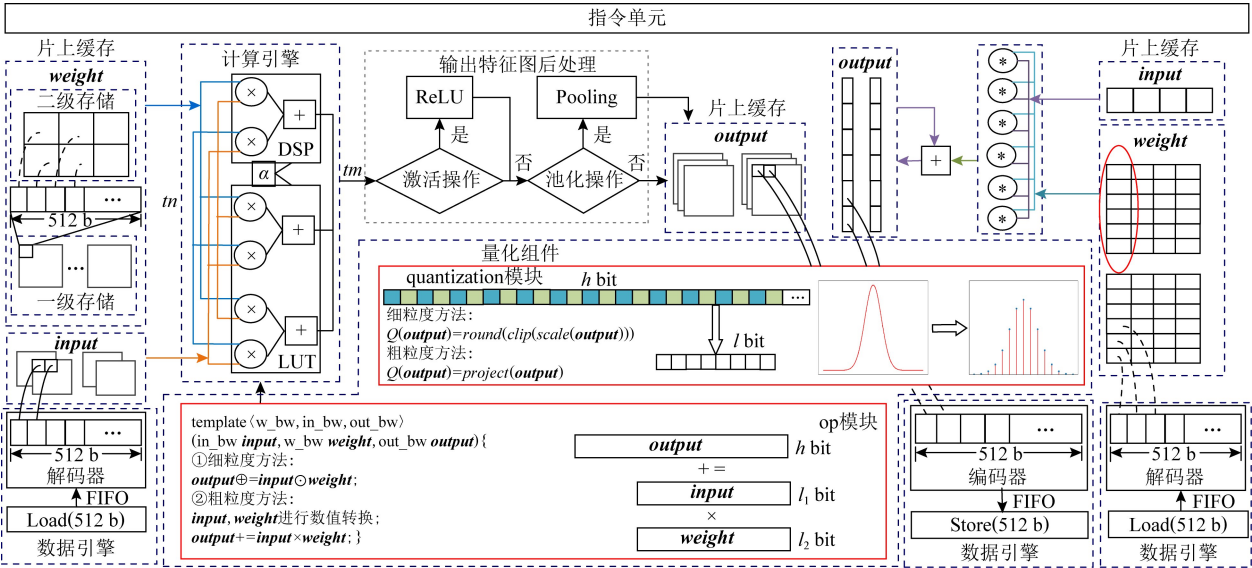 指令单元
片上缓存
weight
二级存储
...
512 b
...
一级存储
input
...
512 b
解码器
FIFO
Load(512 b)
数据引擎
tn
计算引擎
×
×
+
DSP
α
×
×
+
×
×
+
LUT
tm
输出特征图后处理
ReLU
Pooling
是
是
激活操作
否
池化操作
否
片上缓存
output
output
+
*
*
*
*
*
*
片上缓存
input
weight
量化组件
quantization模块
h bit
...
细粒度方法:
Q(output)=round(clip(scale(output)))
粗粒度方法:
Q(output)=project(output)
l bit
op模块
template〈w_bw, in_bw, out_bw〉
(in_bw input, w_bw weight, out_bw output){
①细粒度方法:
output⊕=input⊙weight;
②粗粒度方法:
input, weight进行数值转换;
output+=input×weight; }
output
h bit
+ =
input
l1 bit
×
weight
l2 bit
...
512 b
编码器
FIFO
Store(512 b)
数据引擎
...
512 b
解码器
FIFO
Load(512 b)
数据引擎